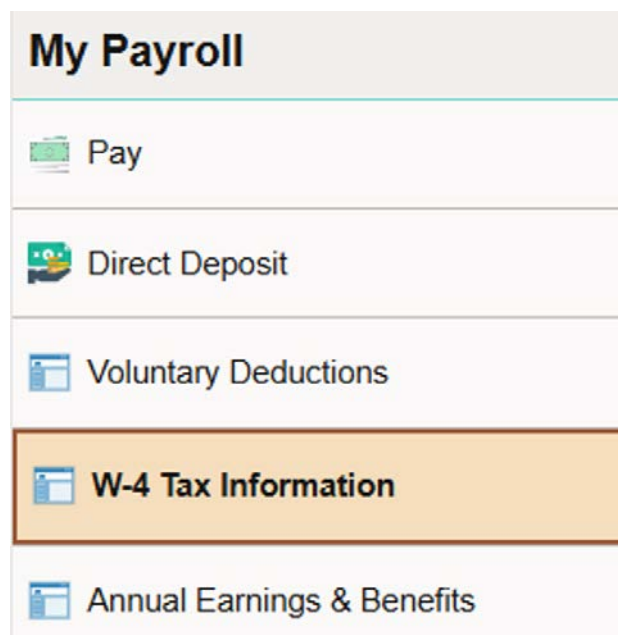 My Payroll
Pay
Direct Deposit
Voluntary Deductions
W-4 Tax Information
Annual Earnings & Benefits